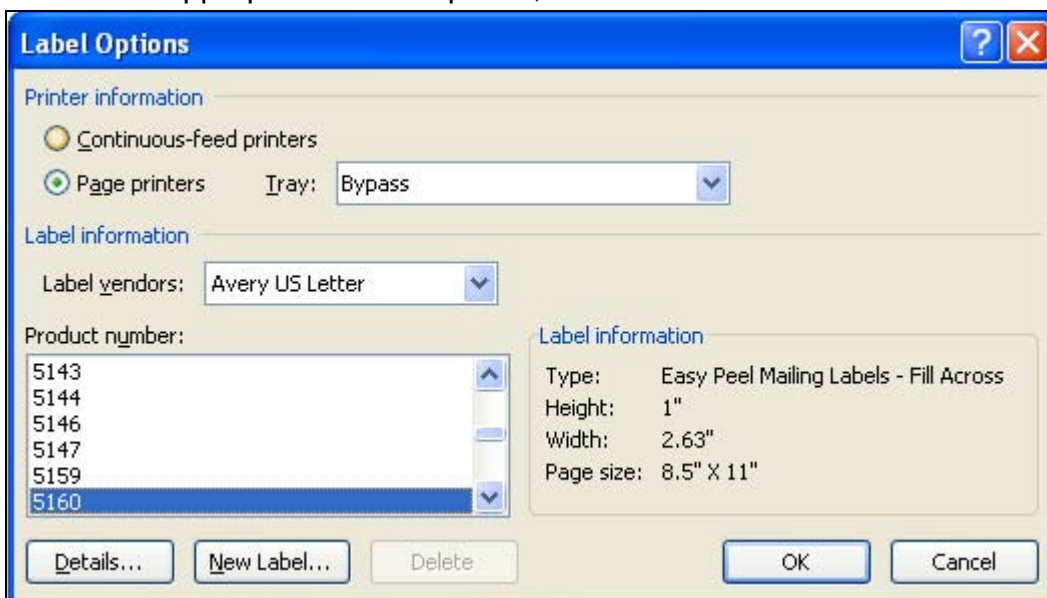 Label Options
Printer information
Continuous-feed printers
Page printers Tray: Bypass
Label information
Label vendors: Avery US Letter
Product number:
5143
5144
5146
5147
5159
5160
Label information
Type: Easy Peel Mailing Labels - Fill Across
Height: 1"
Width: 2.63"
Page size: 8.5" X 11"
Details... New Label... Delete OK Cancel